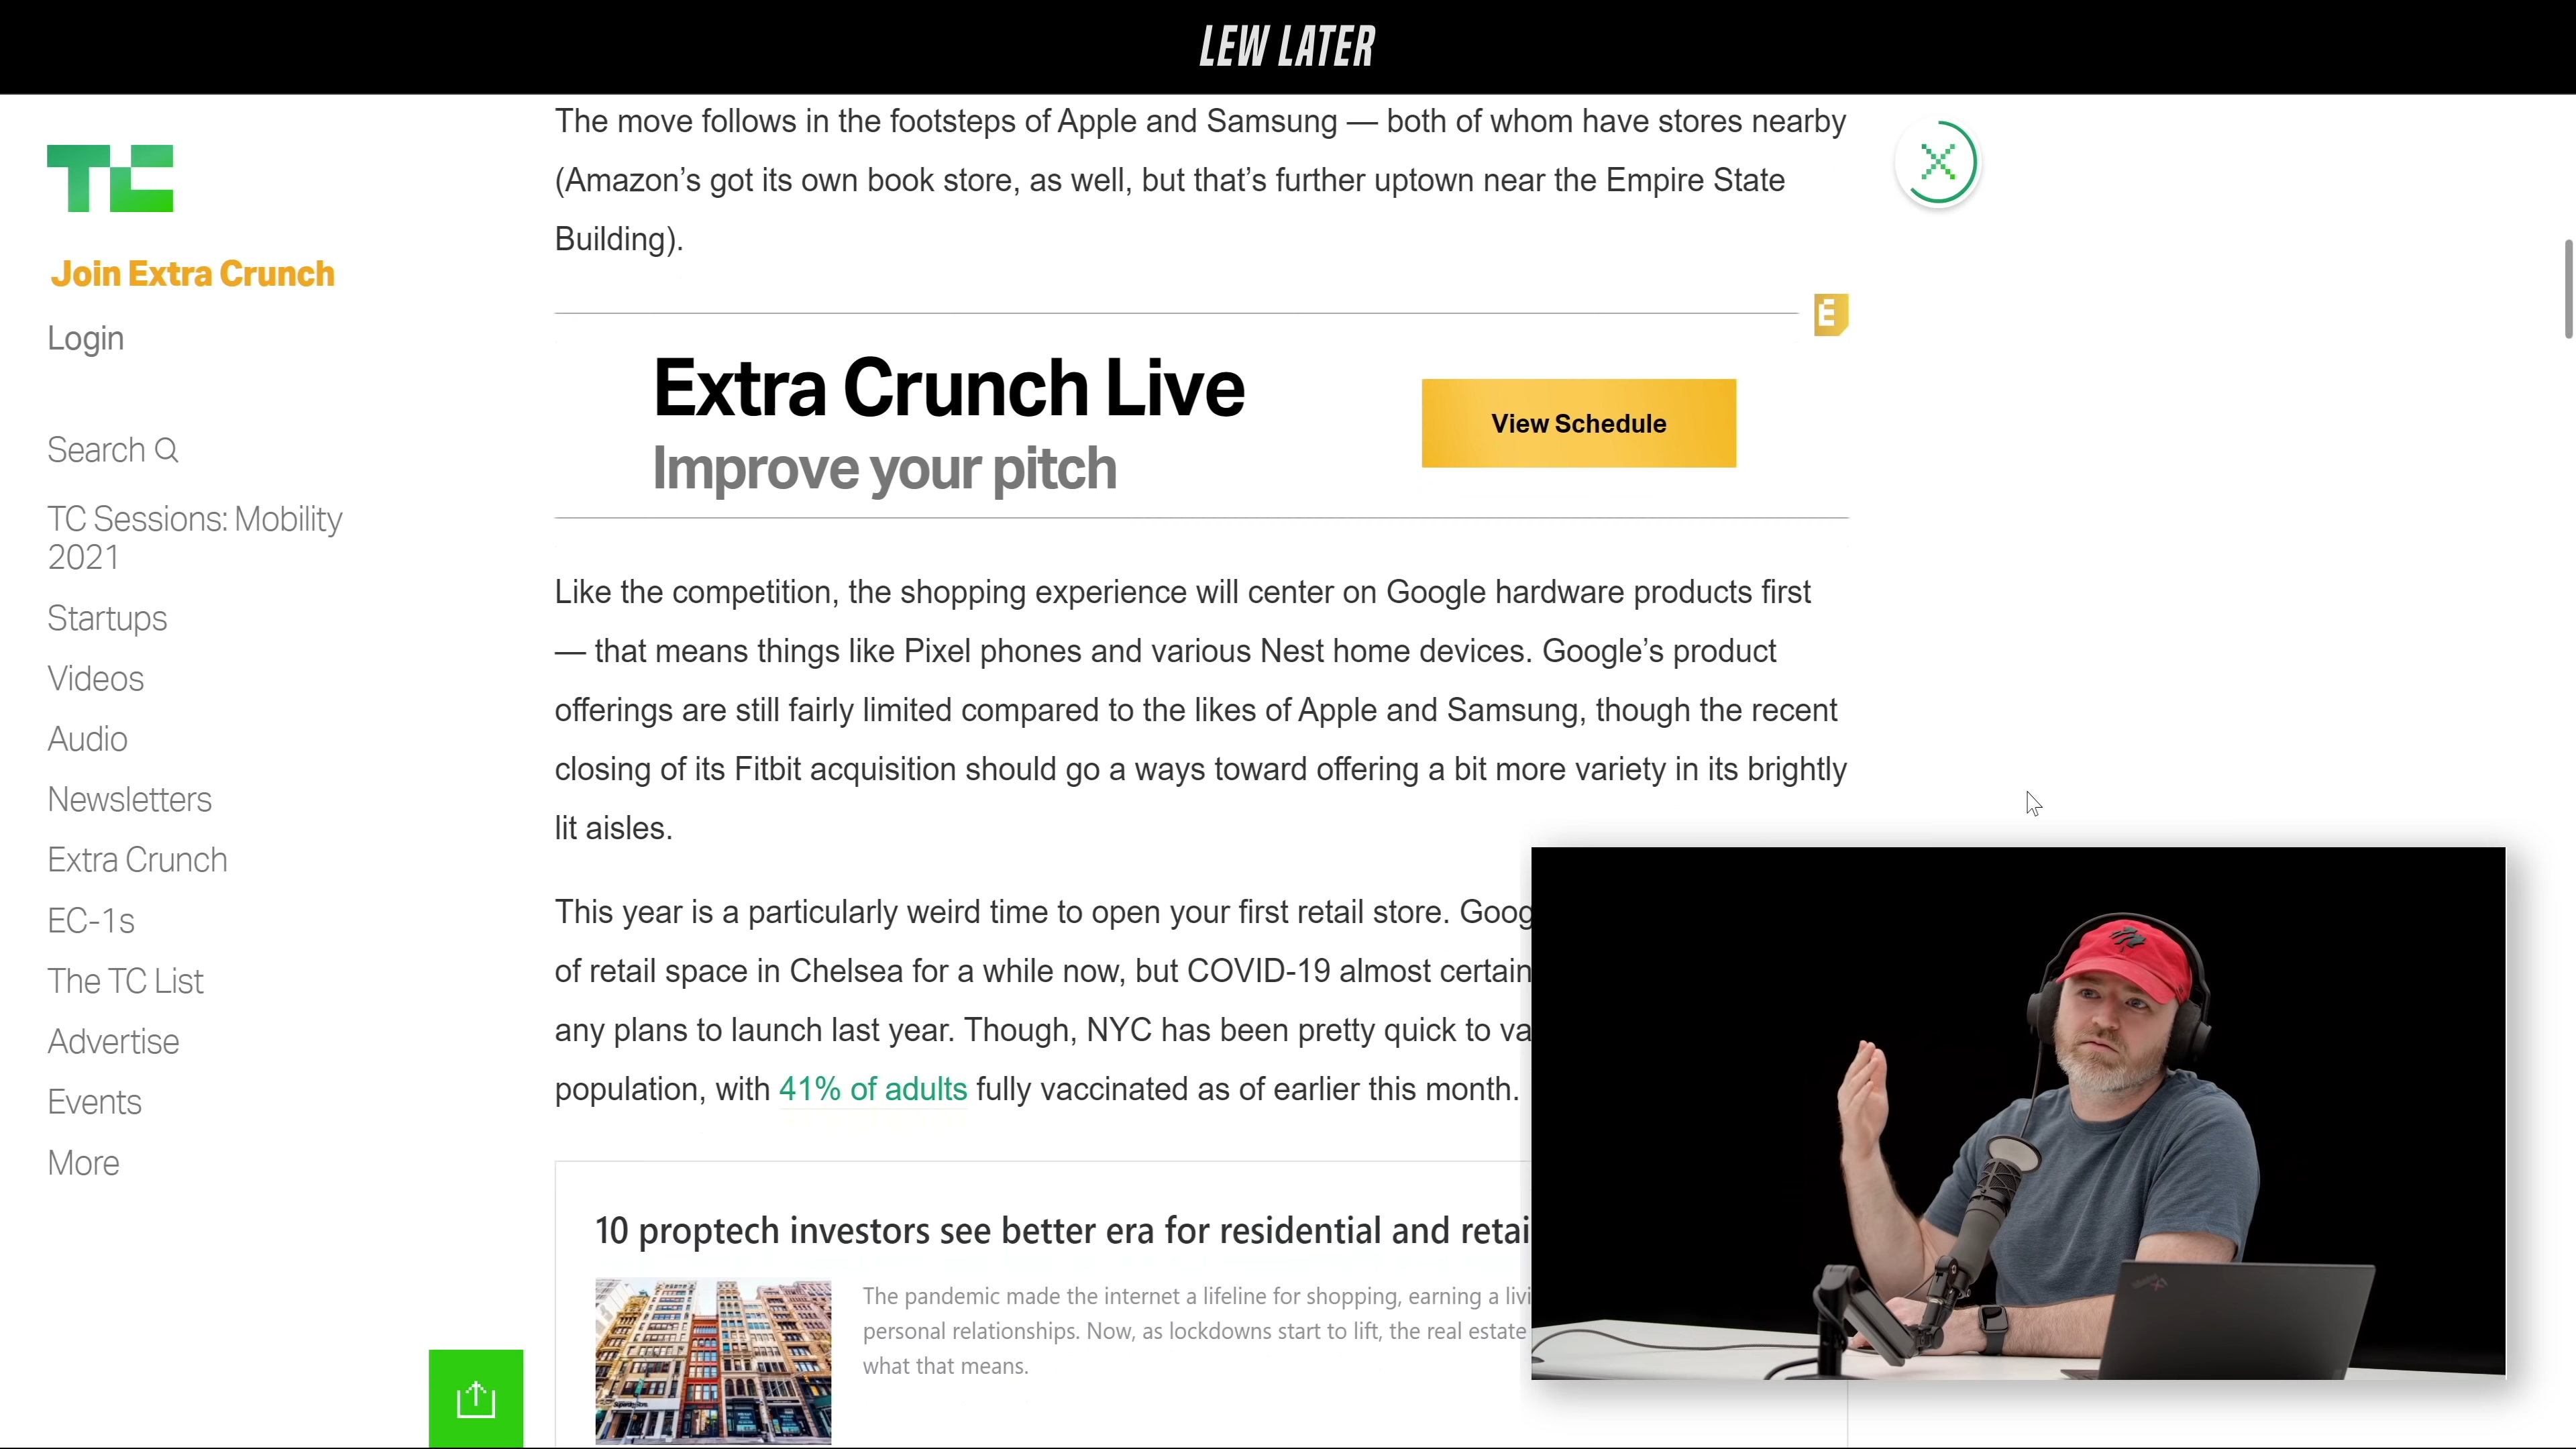 LEW LATER
TC
Join Extra Crunch
Login
Search
TC Sessions: Mobility
2021
Startups
Videos
Audio
Newsletters
Extra Crunch
EC-1s
The TC List
Advertise
Events
More
The move follows in the footsteps of Apple and Samsung — both of whom have stores nearby
(Amazon’s got its own book store, as well, but that’s further uptown near the Empire State
Building).
E
Extra Crunch Live
Improve your pitch
View Schedule
Like the competition, the shopping experience will center on Google hardware products first
— that means things like Pixel phones and various Nest home devices. Google’s product
offerings are still fairly limited compared to the likes of Apple and Samsung, though the recent
closing of its Fitbit acquisition should go a ways toward offering a bit more variety in its brightly
lit aisles.
This year is a particularly weird time to open your first retail store. Goog
of retail space in Chelsea for a while now, but COVID-19 almost certain
any plans to launch last year. Though, NYC has been pretty quick to va
population, with 41% of adults fully vaccinated as of earlier this month.
10 proptech investors see better era for residential and retai
The pandemic made the internet a lifeline for shopping, earning a livi
personal relationships. Now, as lockdowns start to lift, the real estate
what that means.